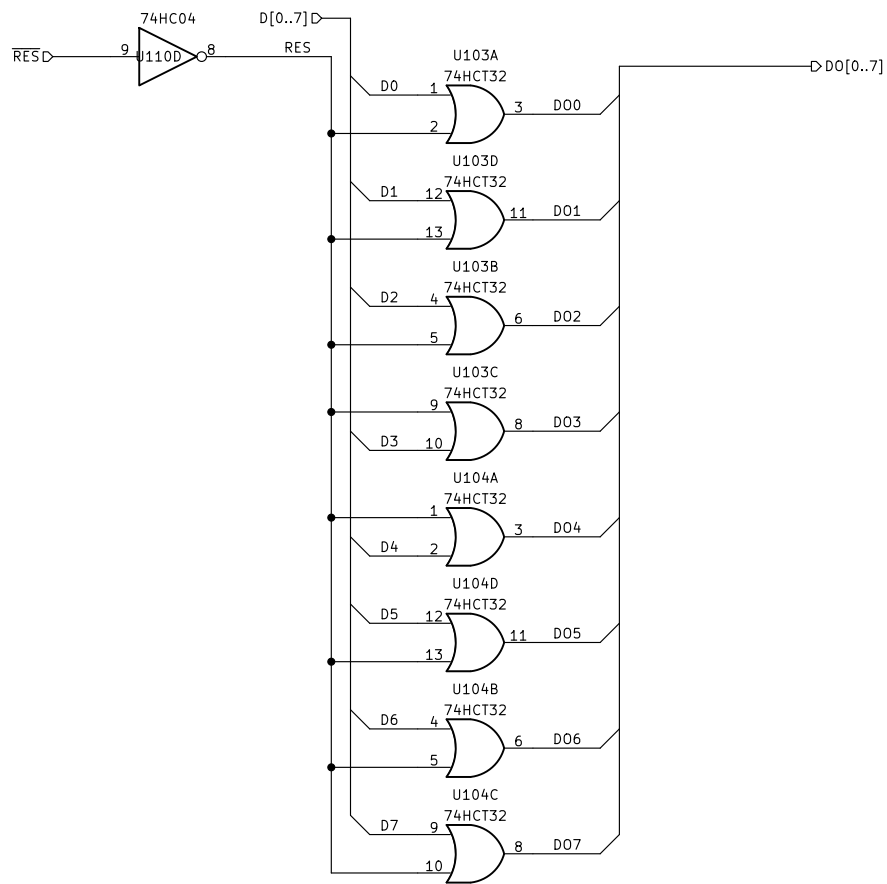 74HC04
D[0..7]
RES
9
U110D
8
RES
DO[0..7]
U103A
74HCT32
D0
1
2
3
DO0
U103D
74HCT32
D1
12
13
11
DO1
U103B
74HCT32
D2
4
5
6
DO2
U103C
74HCT32
9
D3
10
8
DO3
U104A
74HCT32
1
D4
2
3
DO4
U104D
74HCT32
D5
12
13
11
DO5
U104B
74HCT32
D6
4
5
6
DO6
U104C
74HCT32
D7
9
10
8
DO7